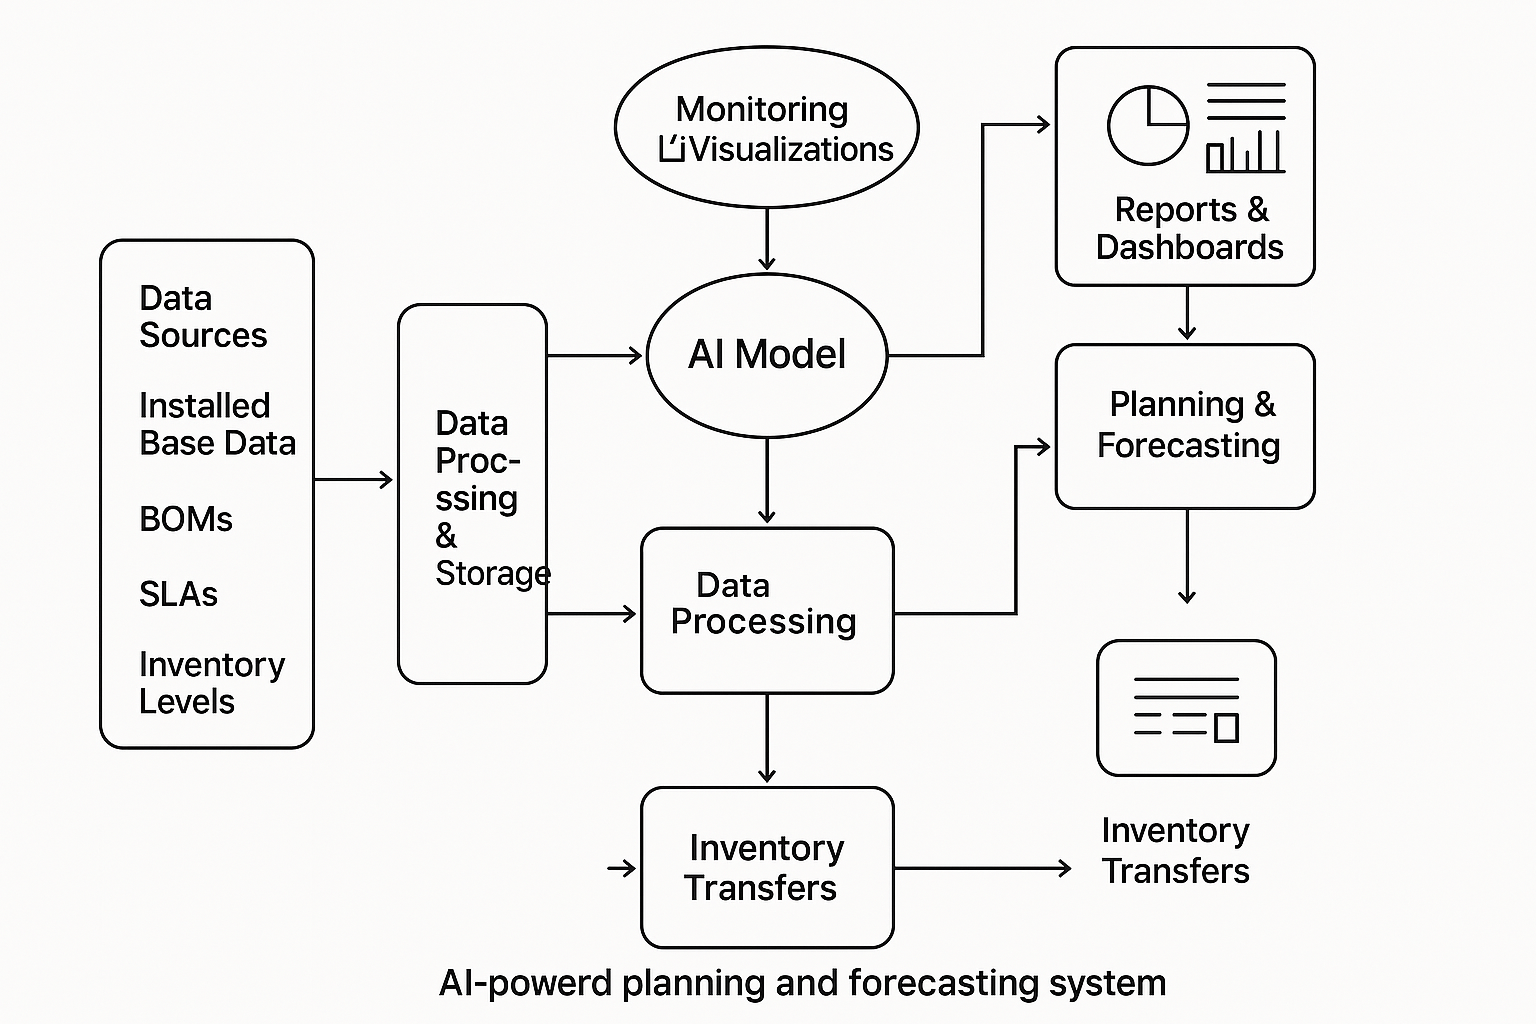 Data
Sources
Installed
Base Data
BOMs
SLAs
Inventory
Levels
Data
Proc-
ssing
&
Storage
Monitoring
Visualizations
AI Model
Data
Processing
Inventory
Transfers
Reports &
Dashboards
Planning &
Forecasting
Inventory
Transfers
AI-powerd planning and forecasting system